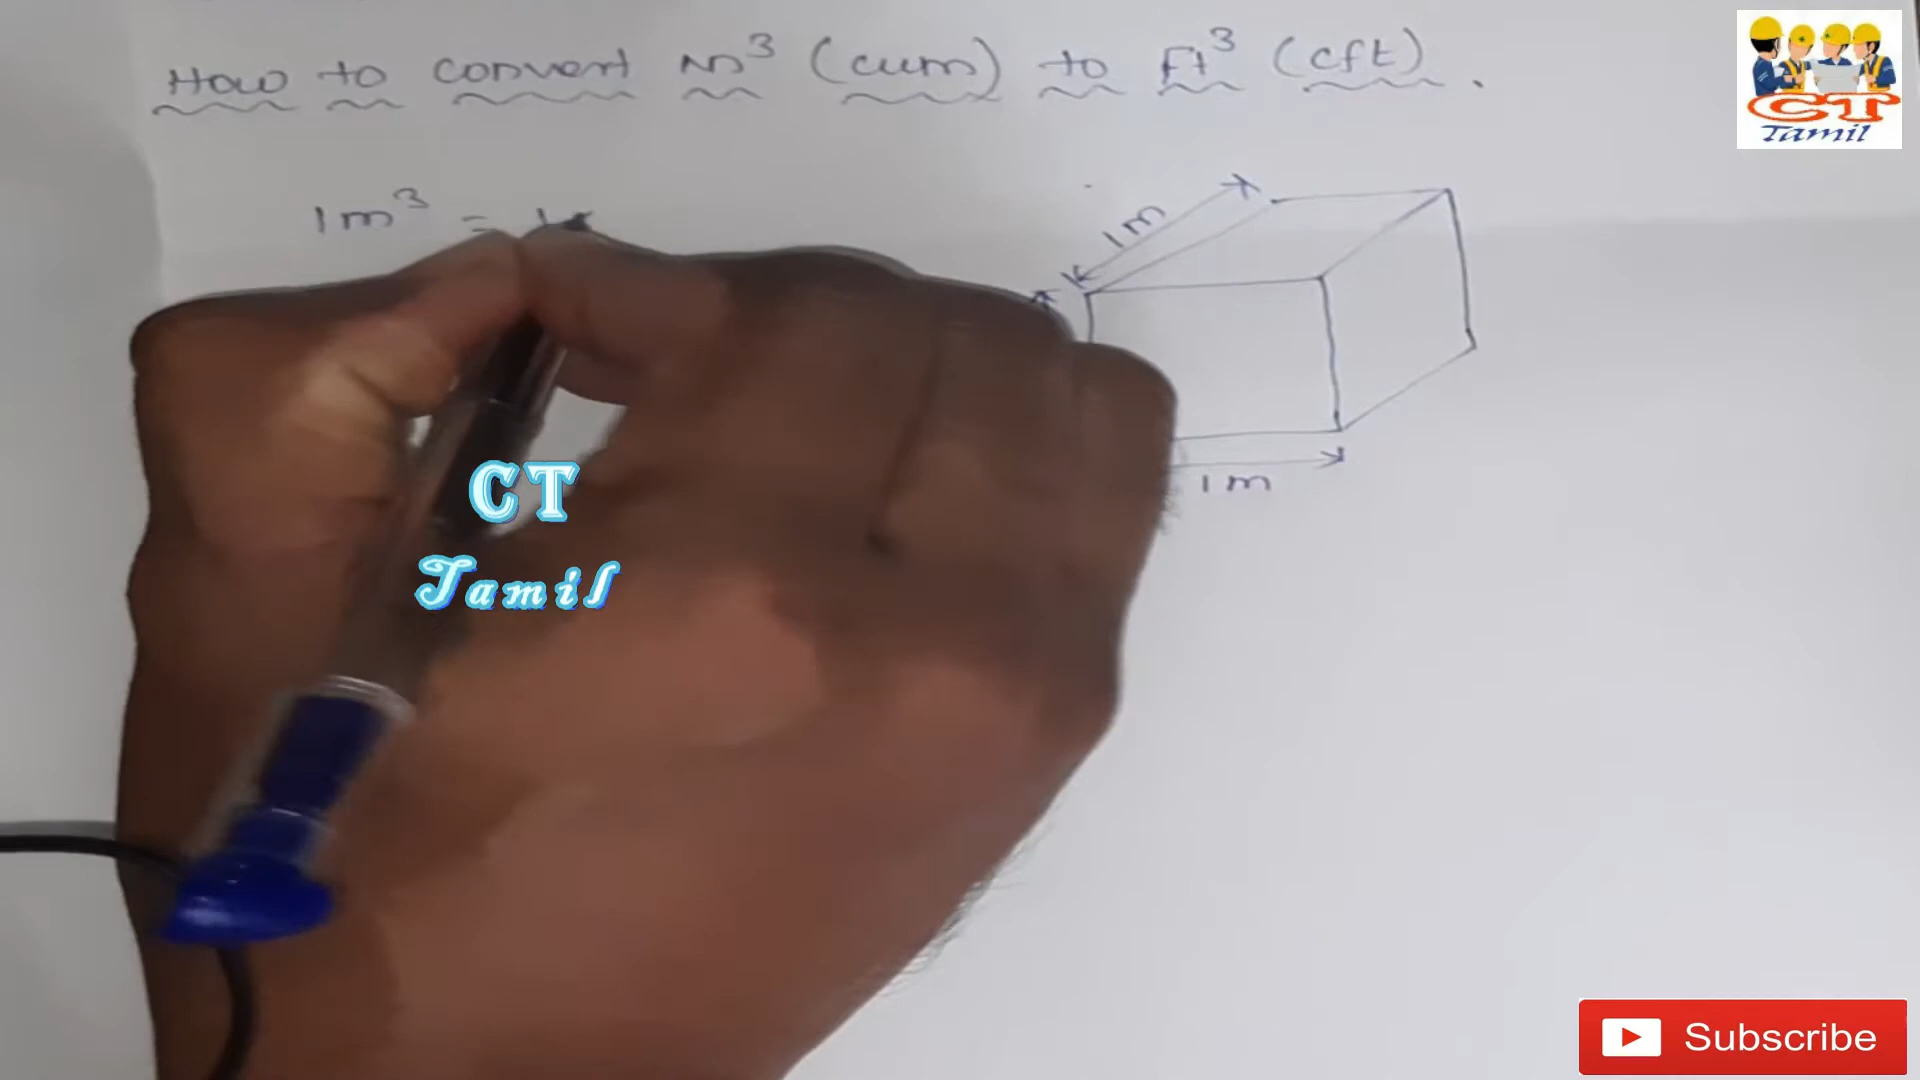 How to convert m³ (cum) to ft³ (cft).
CT
Tamil
1m³ =
1m
1m
CT
Tamil
Subscribe